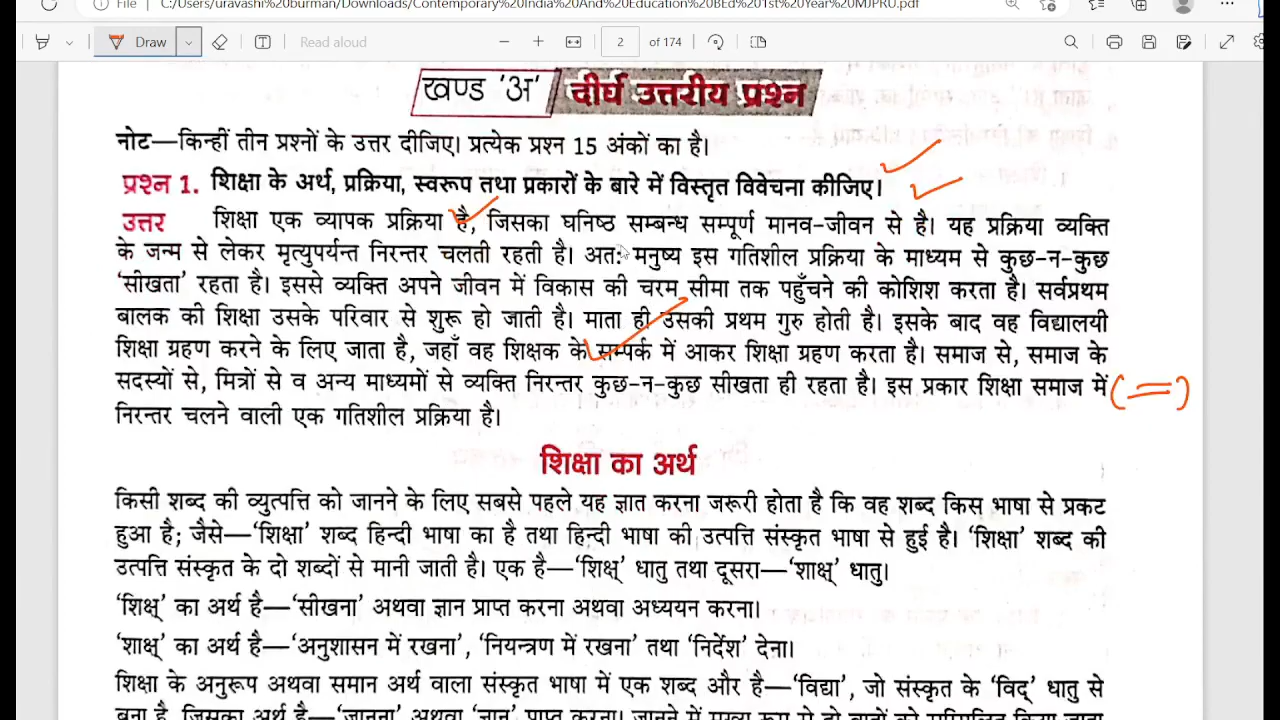 File | C:/Users/uravashi%20burman/Downloads/Contemporary%20India%20And%20Education%20BEd%201st%20Year%20MJPRU.pdf
Draw Read aloud 2 of 174
खण्ड 'अ' दीर्घ उत्तरीय प्रश्न
नोट—किन्हीं तीन प्रश्नों के उत्तर दीजिए। प्रत्येक प्रश्न 15 अंकों का है।
प्रश्न 1. शिक्षा के अर्थ, प्रक्रिया, स्वरूप तथा प्रकारों के बारे में विस्तृत विवेचना कीजिए।
उत्तर शिक्षा एक व्यापक प्रक्रिया है, जिसका घनिष्ठ सम्बन्ध सम्पूर्ण मानव-जीवन से है। यह प्रक्रिया व्यक्ति
के जन्म से लेकर मृत्युपर्यन्त निरन्तर चलती रहती है। अतः मनुष्य इस गतिशील प्रक्रिया के माध्यम से कुछ-न-कुछ
'सीखता' रहता है। इससे व्यक्ति अपने जीवन में विकास की चरम सीमा तक पहुँचने की कोशिश करता है। सर्वप्रथम
बालक की शिक्षा उसके परिवार से शुरू हो जाती है। माता ही उसकी प्रथम गुरु होती है। इसके बाद वह विद्यालयी
शिक्षा ग्रहण करने के लिए जाता है, जहाँ वह शिक्षक के सम्पर्क में आकर शिक्षा ग्रहण करता है। समाज से, समाज के
सदस्यों से, मित्रों से व अन्य माध्यमों से व्यक्ति निरन्तर कुछ-न-कुछ सीखता ही रहता है। इस प्रकार शिक्षा समाज में
निरन्तर चलने वाली एक गतिशील प्रक्रिया है।
शिक्षा का अर्थ
किसी शब्द की व्युत्पत्ति को जानने के लिए सबसे पहले यह ज्ञात करना जरूरी होता है कि वह शब्द किस भाषा से प्रकट
हुआ है; जैसे—'शिक्षा' शब्द हिन्दी भाषा का है तथा हिन्दी भाषा की उत्पत्ति संस्कृत भाषा से हुई है। 'शिक्षा' शब्द की
उत्पत्ति संस्कृत के दो शब्दों से मानी जाती है। एक है—'शिक्ष्' धातु तथा दूसरा—'शाक्ष्' धातु।
'शिक्ष्' का अर्थ है—'सीखना' अथवा ज्ञान प्राप्त करना अथवा अध्ययन करना।
'शाक्ष्' का अर्थ है—'अनुशासन में रखना', 'नियन्त्रण में रखना' तथा 'निर्देश' देना।
शिक्षा के अनुरूप अथवा समान अर्थ वाला संस्कृत भाषा में एक शब्द और है—'विद्या', जो संस्कृत के 'विद्' धातु से
बना है, जिसका अर्थ है—'जानना' अथवा 'ज्ञान' प्राप्त करना। जानने में मुख्य रूप से दो बातों को सम्मिलित किया जाता